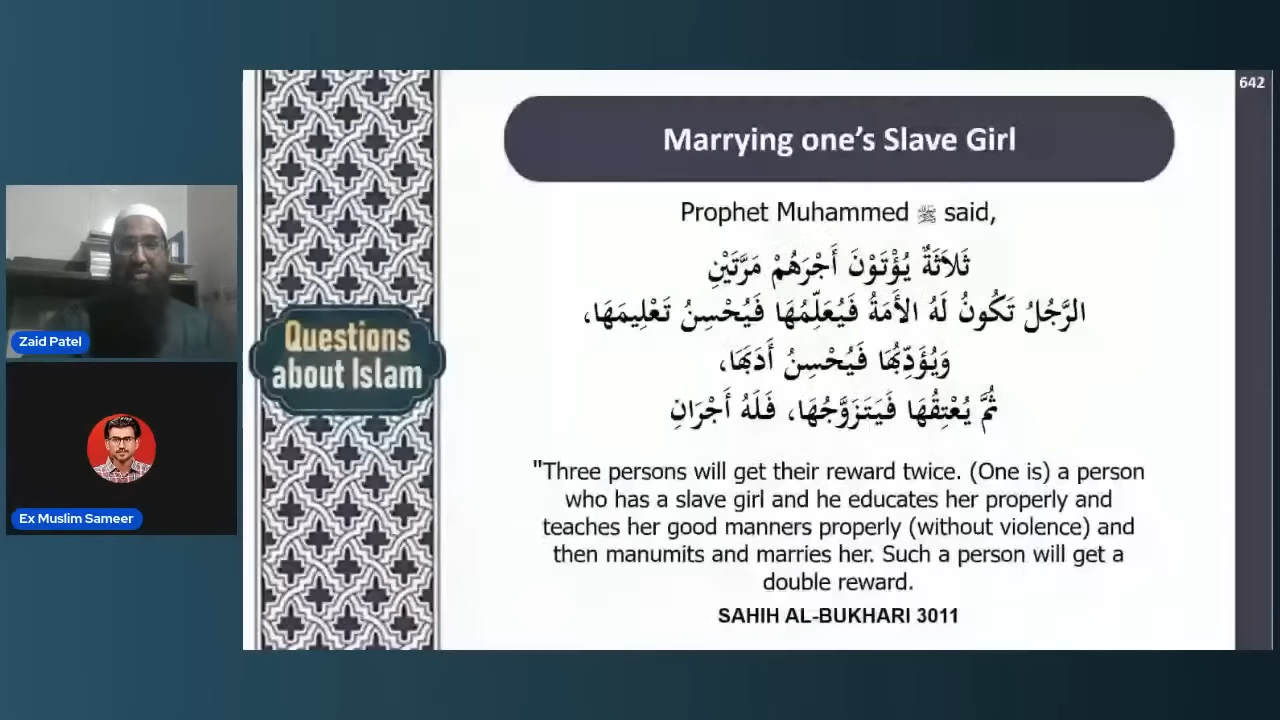 642
Marrying one's Slave Girl
Prophet Muhammed ﷺ said,
ثَلاَثَةٌ يُؤْتَوْنَ أَجْرَهُمْ مَرَّتَيْنِ
الرَّجُلُ تَكُونُ لَهُ الأَمَةُ فَيُعَلِّمُهَا فَيُحْسِنُ تَعْلِيمَهَا،
وَيُؤَدِّبُهَا فَيُحْسِنُ أَدَبَهَا،
ثُمَّ يُعْتِقُهَا فَيَتَزَوَّجُهَا، فَلَهُ أَجْرَانِ
"Three persons will get their reward twice. (One is) a person
who has a slave girl and he educates her properly and
teaches her good manners properly (without violence) and
then manumits and marries her. Such a person will get a
double reward.
SAHIH AL-BUKHARI 3011
Questions
about Islam
Zaid Patel
Ex Muslim Sameer